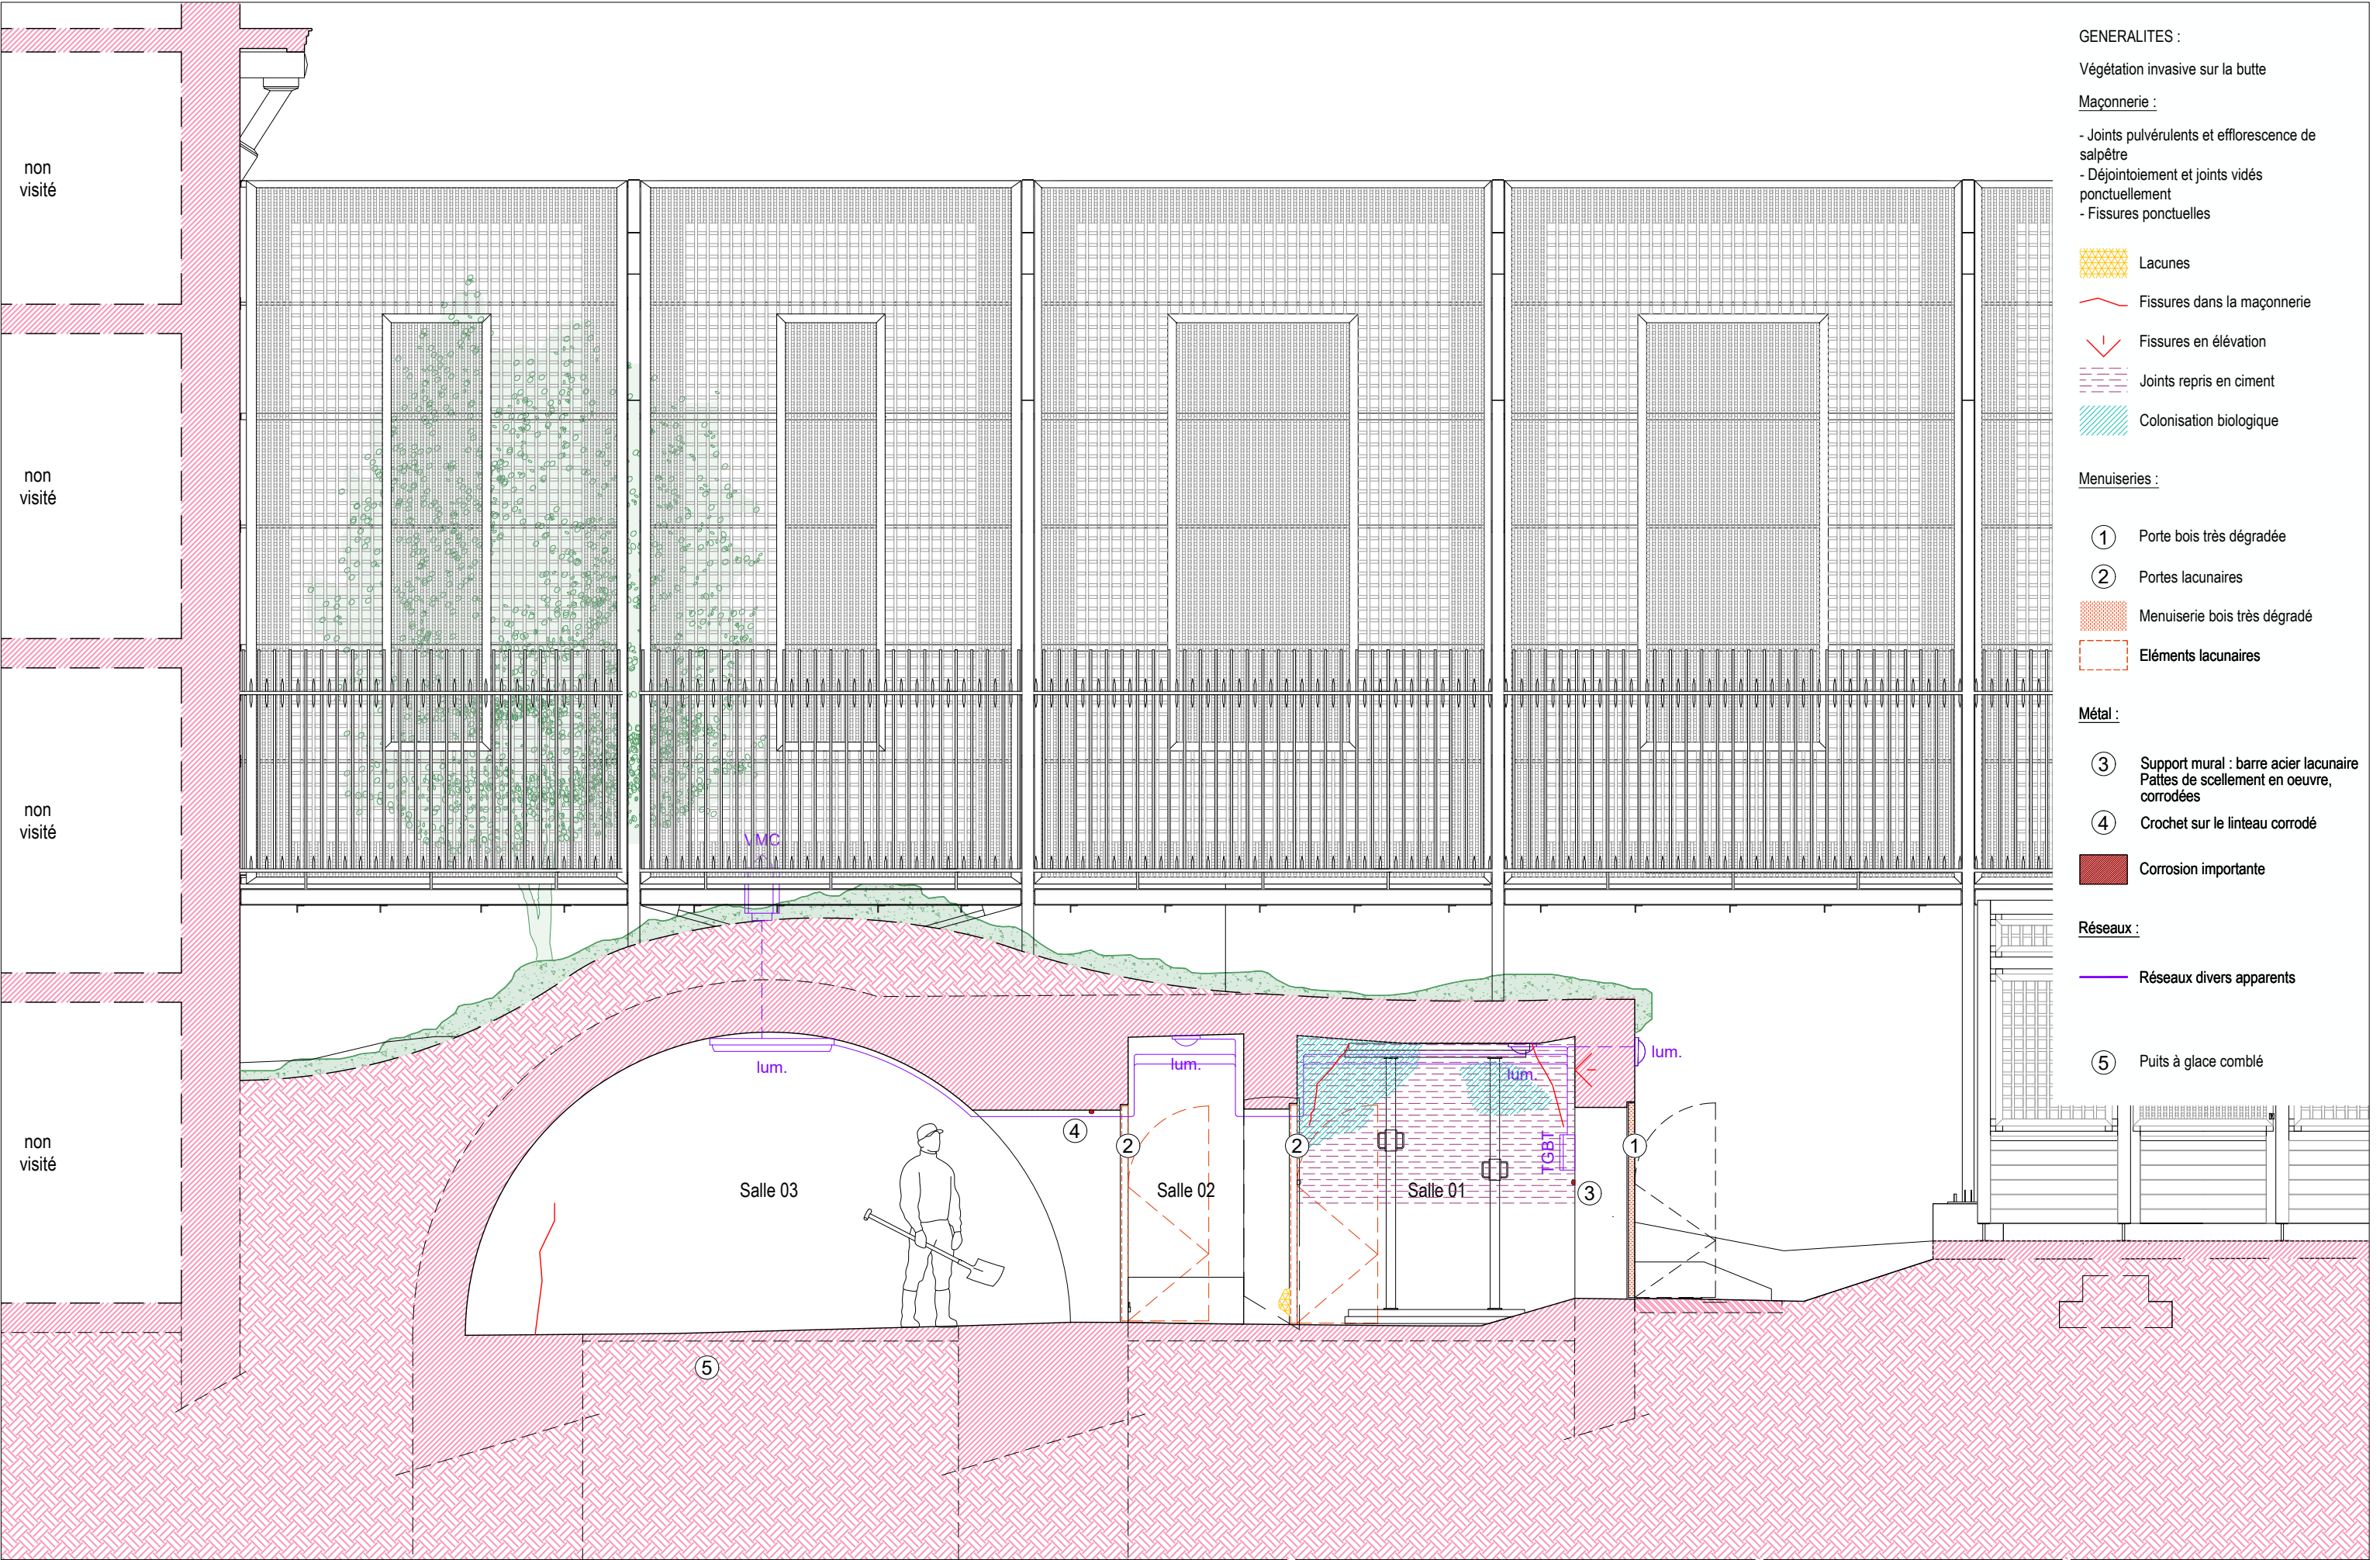 GENERALITES :
Végétation invasive sur la butte
Maçonnerie :
- Joints pulvérulents et efflorescence de
salpêtre
- Déjointoiement et joints vidés
ponctuellement
- Fissures ponctuelles
Lacunes
Fissures dans la maçonnerie
Fissures en élévation
Joints repris en ciment
Colonisation biologique
Menuiseries :
1 Porte bois très dégradée
2 Portes lacunaires
Menuiserie bois très dégradé
Eléments lacunaires
Métal :
3 Support mural : barre acier lacunaire
Pattes de scellement en oeuvre,
corrodées
4 Crochet sur le linteau corrodé
Corrosion importante
Réseaux :
Réseaux divers apparents
5 Puits à glace comblé
non
visité
non
visité
non
visité
non
visité
VMC
lum.
lum.
lum.
lum.
TGBT
4
2
2
1
3
Salle 03
Salle 02
Salle 01
5